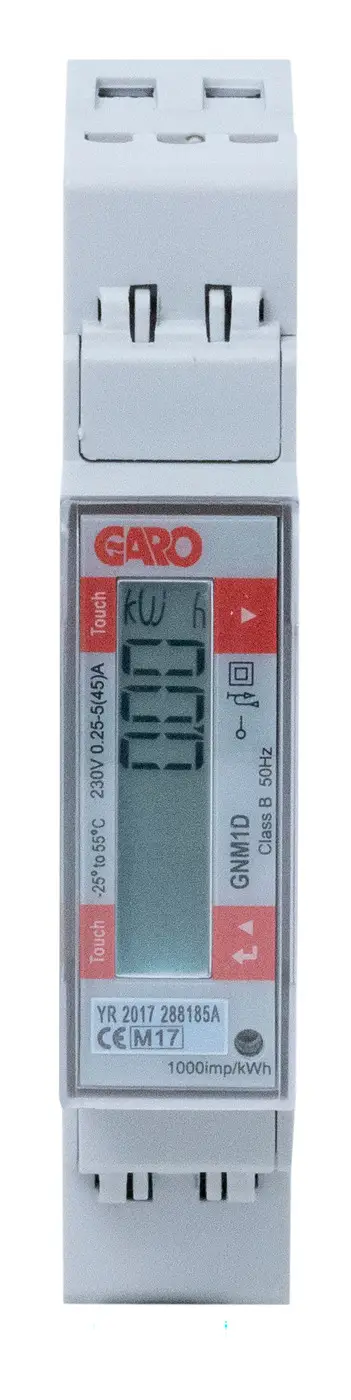 GARO
Touch
kW h
000
230V 0.25-5(45)A
-25°to 55°C
Touch
GNM1D
Class B 50Hz
YR 2017 288185A
CE M17
1000imp/kWh